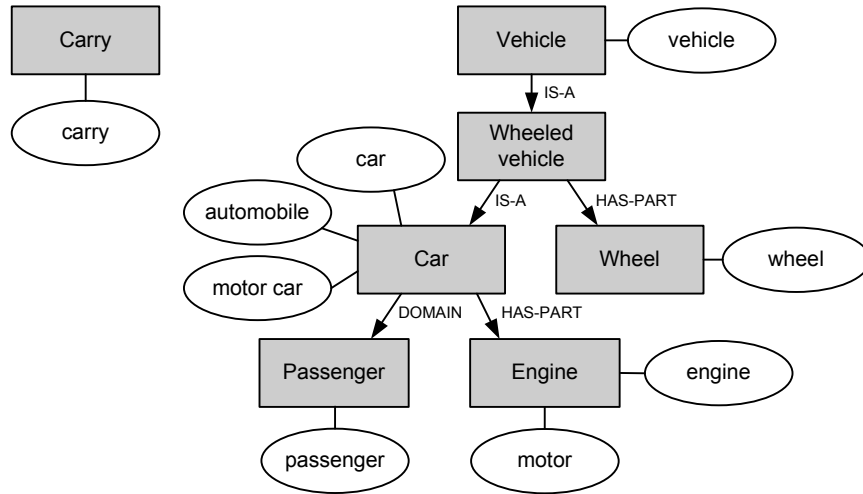 Carry
Vehicle
vehicle
carry
IS-A
Wheeled
vehicle
car
IS-A
HAS-PART
automobile
Car
Wheel
wheel
motor car
DOMAIN
HAS-PART
Passenger
Engine
engine
passenger
motor